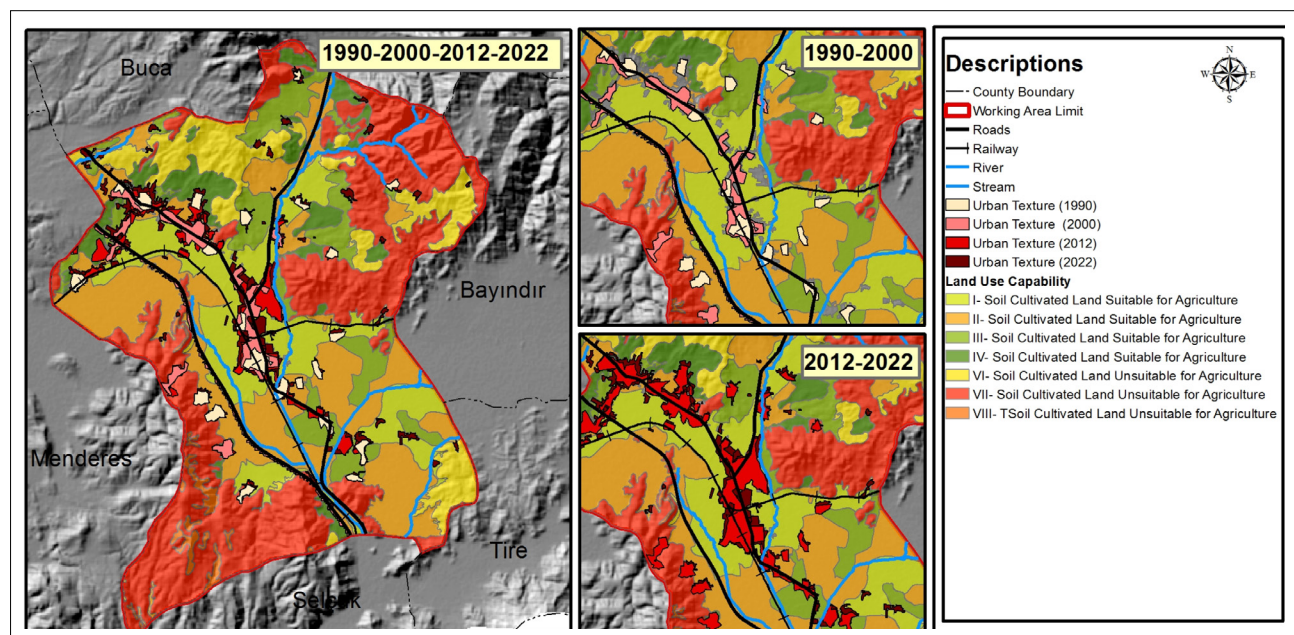 1990-2000-2012-2022
Buca
Bayındır
Menderes
Tire
Selçuk
1990-2000
2012-2022
Descriptions
N
W E
S
County Boundary
Working Area Limit
Roads
Railway
River
Stream
Urban Texture (1990)
Urban Texture (2000)
Urban Texture (2012)
Urban Texture (2022)
Land Use Capability
I- Soil Cultivated Land Suitable for Agriculture
II- Soil Cultivated Land Suitable for Agriculture
III- Soil Cultivated Land Suitable for Agriculture
IV- Soil Cultivated Land Suitable for Agriculture
VI- Soil Cultivated Land Unsuitable for Agriculture
VII- Soil Cultivated Land Unsuitable for Agriculture
VIII- TSoil Cultivated Land Unsuitable for Agriculture